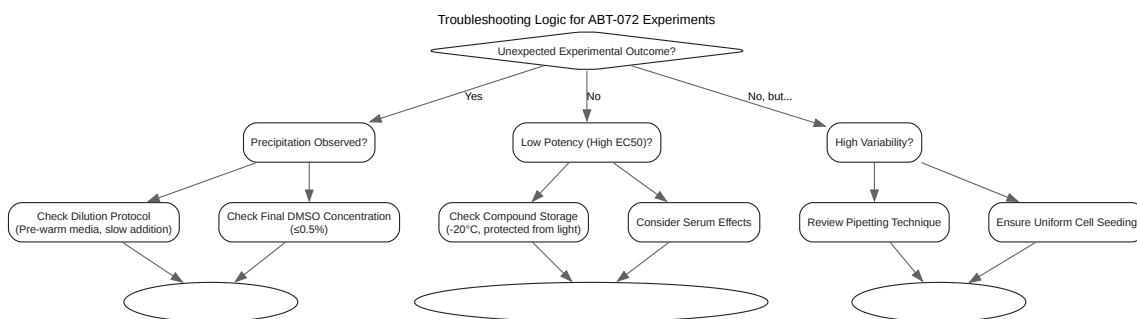 Troubleshooting Logic for ABT-072 Experiments
Unexpected Experimental Outcome?
Yes
No
No, but...
Precipitation Observed?
Low Potency (High EC50)?
High Variability?
Check Dilution Protocol
(Pre-warm media, slow addition)
Check Final DMSO Concentration
(≤0.5%)
Check Compound Storage
(-20°C, protected from light)
Consider Serum Effects
Review Pipetting Technique
Ensure Uniform Cell Seeding